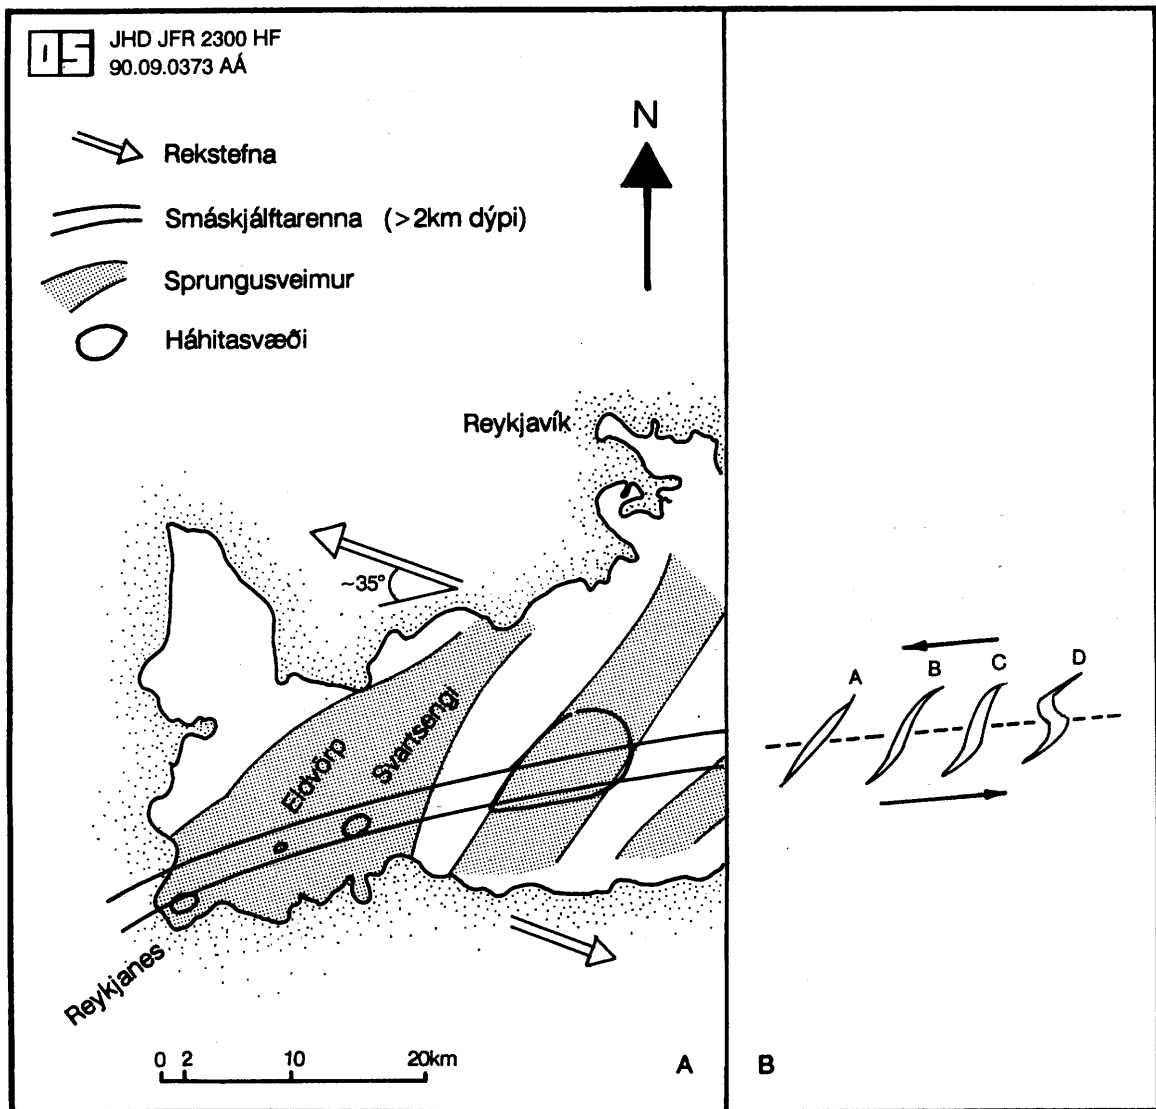 OS
JHD JFR 2300 HF
90.09.0373 AÁ
Rekstefna
Smáskjálftarenna (>2km dýpi)
Sprungusveimur
Háhitasvæði
N
Reykjavík
~35°
Eldvörp
Svartsengi
Reykjanes
0 2 10 20km
A
A
B
C
D
B